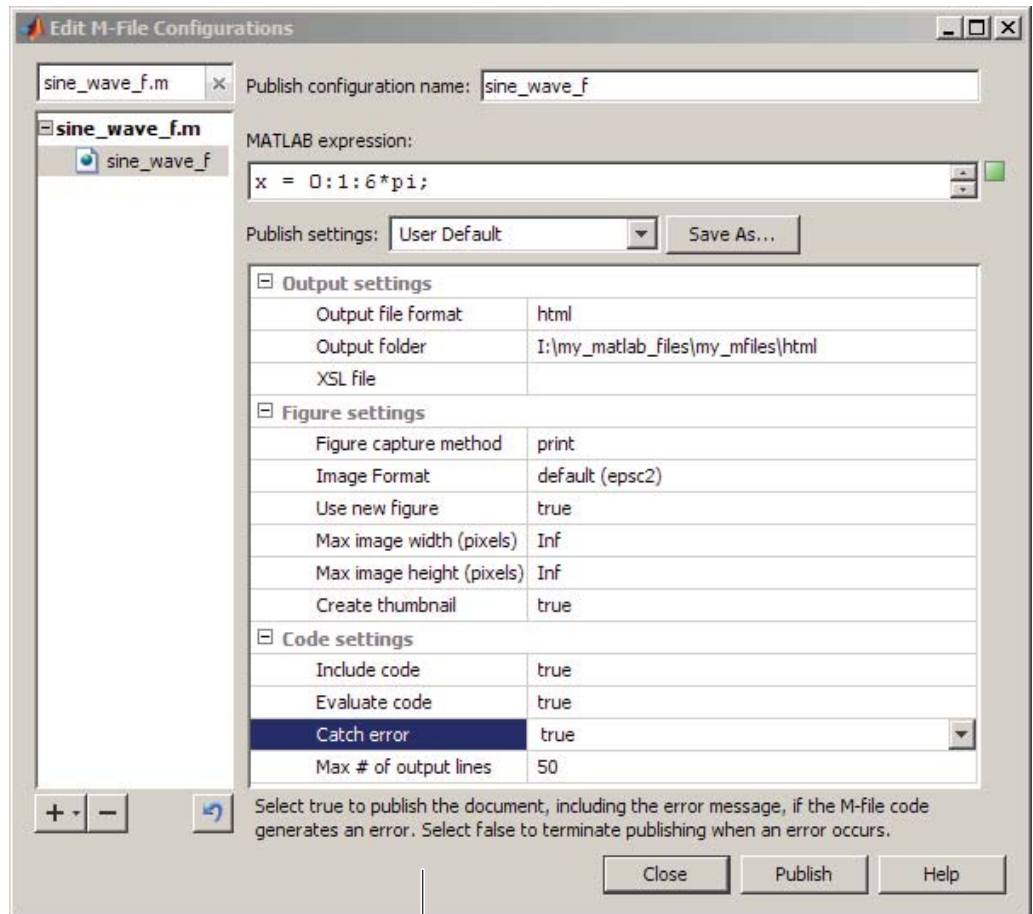 Edit M-File Configurations
sine_wave_f.m
Publish configuration name: sine_wave_f
sine_wave_f.m
sine_wave_f
MATLAB expression:
x = 0:1:6*pi;
Publish settings: User Default Save As...
Output settings
Output file format html
Output folder I:\my_matlab_files\my_mfiles\html
XSL file
Figure settings
Figure capture method print
Image Format default (epsc2)
Use new figure true
Max image width (pixels) Inf
Max image height (pixels) Inf
Create thumbnail true
Code settings
Include code true
Evaluate code true
Catch error true
Max # of output lines 50
Select true to publish the document, including the error message, if the M-file code
generates an error. Select false to terminate publishing when an error occurs.
Close Publish Help